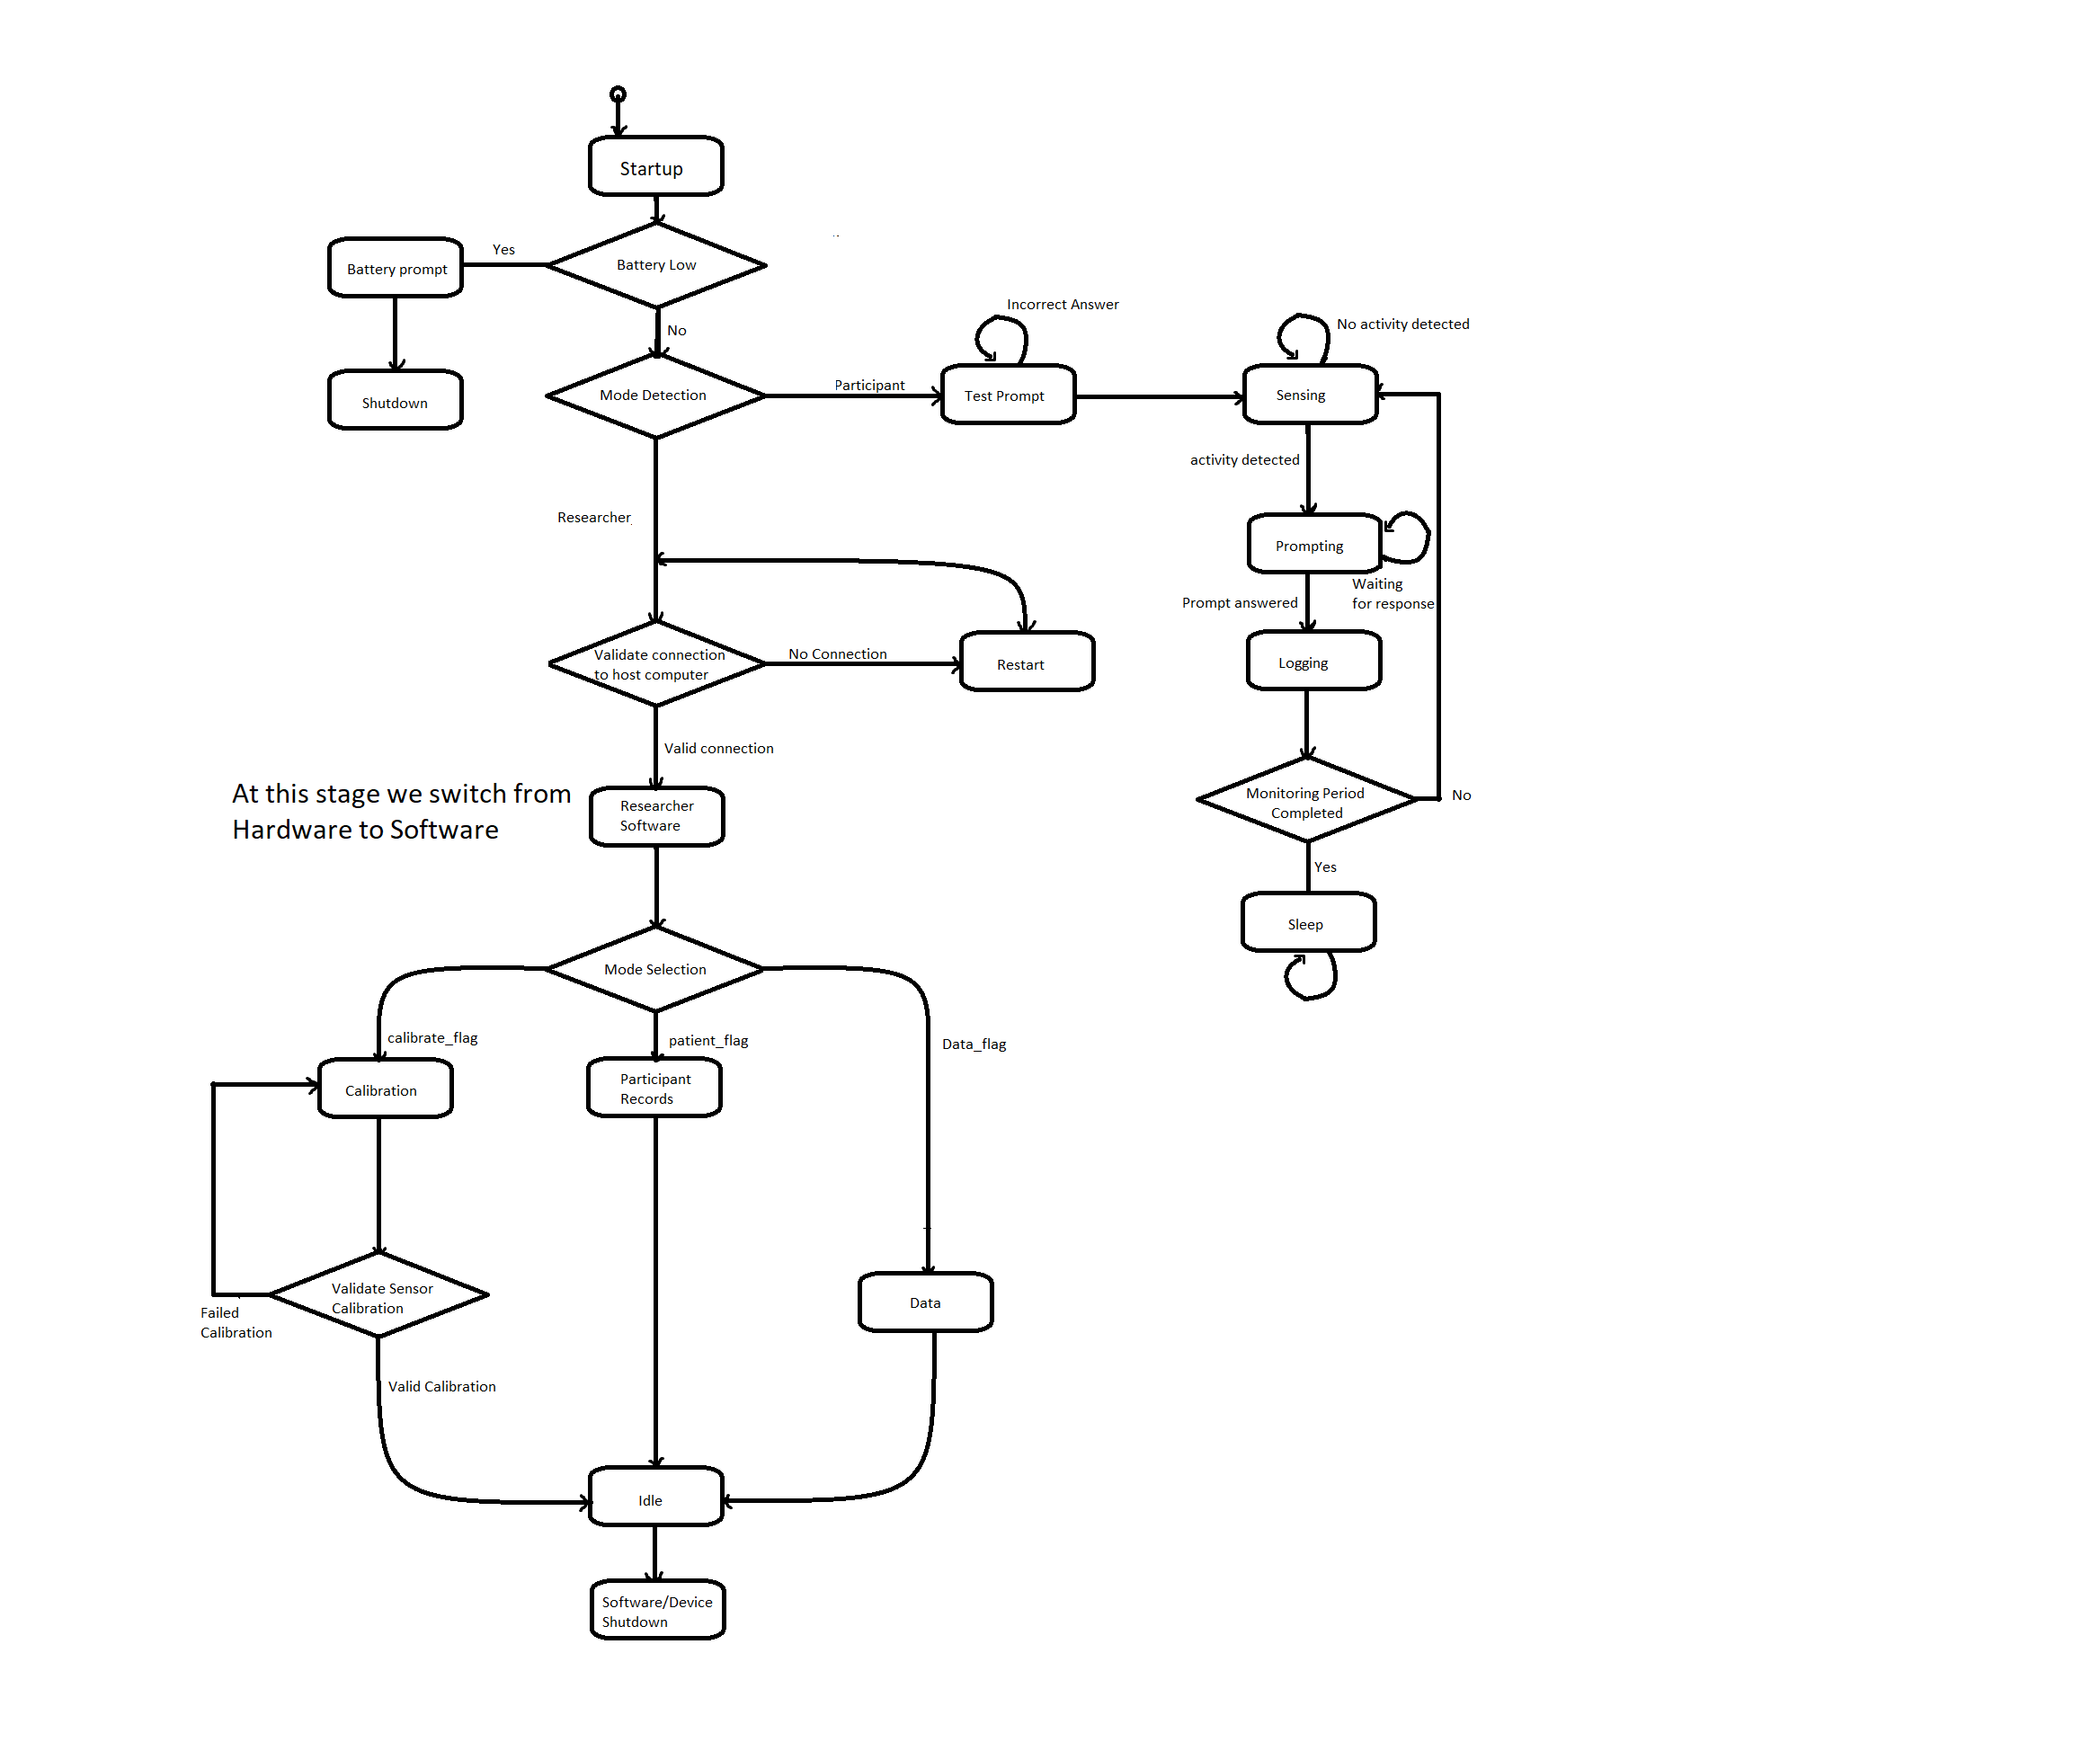 Startup
Battery Low
Yes
Battery prompt
Shutdown
No
Mode Detection
Participant
Incorrect Answer
Test Prompt
No activity detected
Sensing
activity detected
Prompting
Waiting
for response
Prompt answered
Logging
Monitoring Period
Completed
No
Yes
Sleep
Researcher
Validate connection
to host computer
No Connection
Restart
Valid connection
At this stage we switch from
Hardware to Software
Researcher
Software
Mode Selection
calibrate_flag
patient_flag
Data_flag
Calibration
Participant
Records
Validate Sensor
Calibration
Failed
Calibration
Data
Valid Calibration
Idle
Software/Device
Shutdown